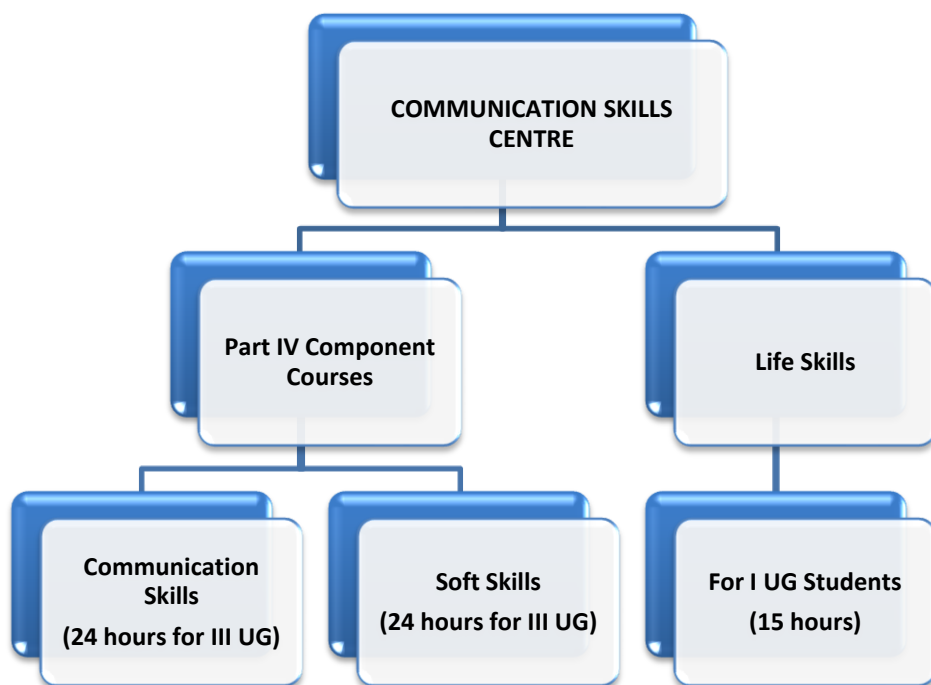 COMMUNICATION SKILLS
CENTRE
Part IV Component
Courses
Life Skills
Communication
Skills
(24 hours for III UG)
Soft Skills
(24 hours for III UG)
For I UG Students
(15 hours)